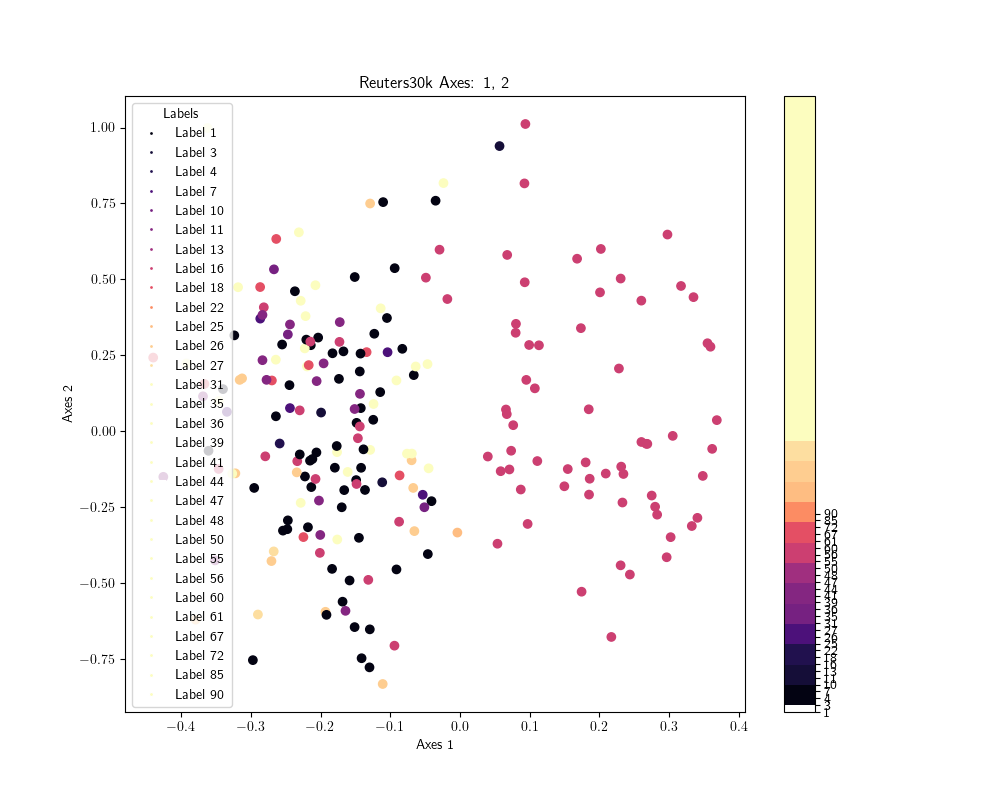 Reuters30k Axes: 1, 2
Labels
Label 1
Label 3
Label 4
Label 7
Label 10
Label 11
Label 13
Label 16
Label 18
Label 22
Label 25
Label 26
Label 27
Label 31
Label 35
Label 36
Label 39
Label 41
Label 44
Label 47
Label 48
Label 50
Label 55
Label 56
Label 60
Label 61
Label 67
Label 72
Label 85
Label 90
1.00
0.75
0.50
0.25
0.00
−0.25
−0.50
−0.75
Axes 2
−0.4 −0.3 −0.2 −0.1 0.0 0.1 0.2 0.3 0.4
Axes 1
90
85
72
67
61
60
56
55
50
48
47
44
41
39
36
35
31
27
26
25
22
18
16
13
11
10
7
4
3
1